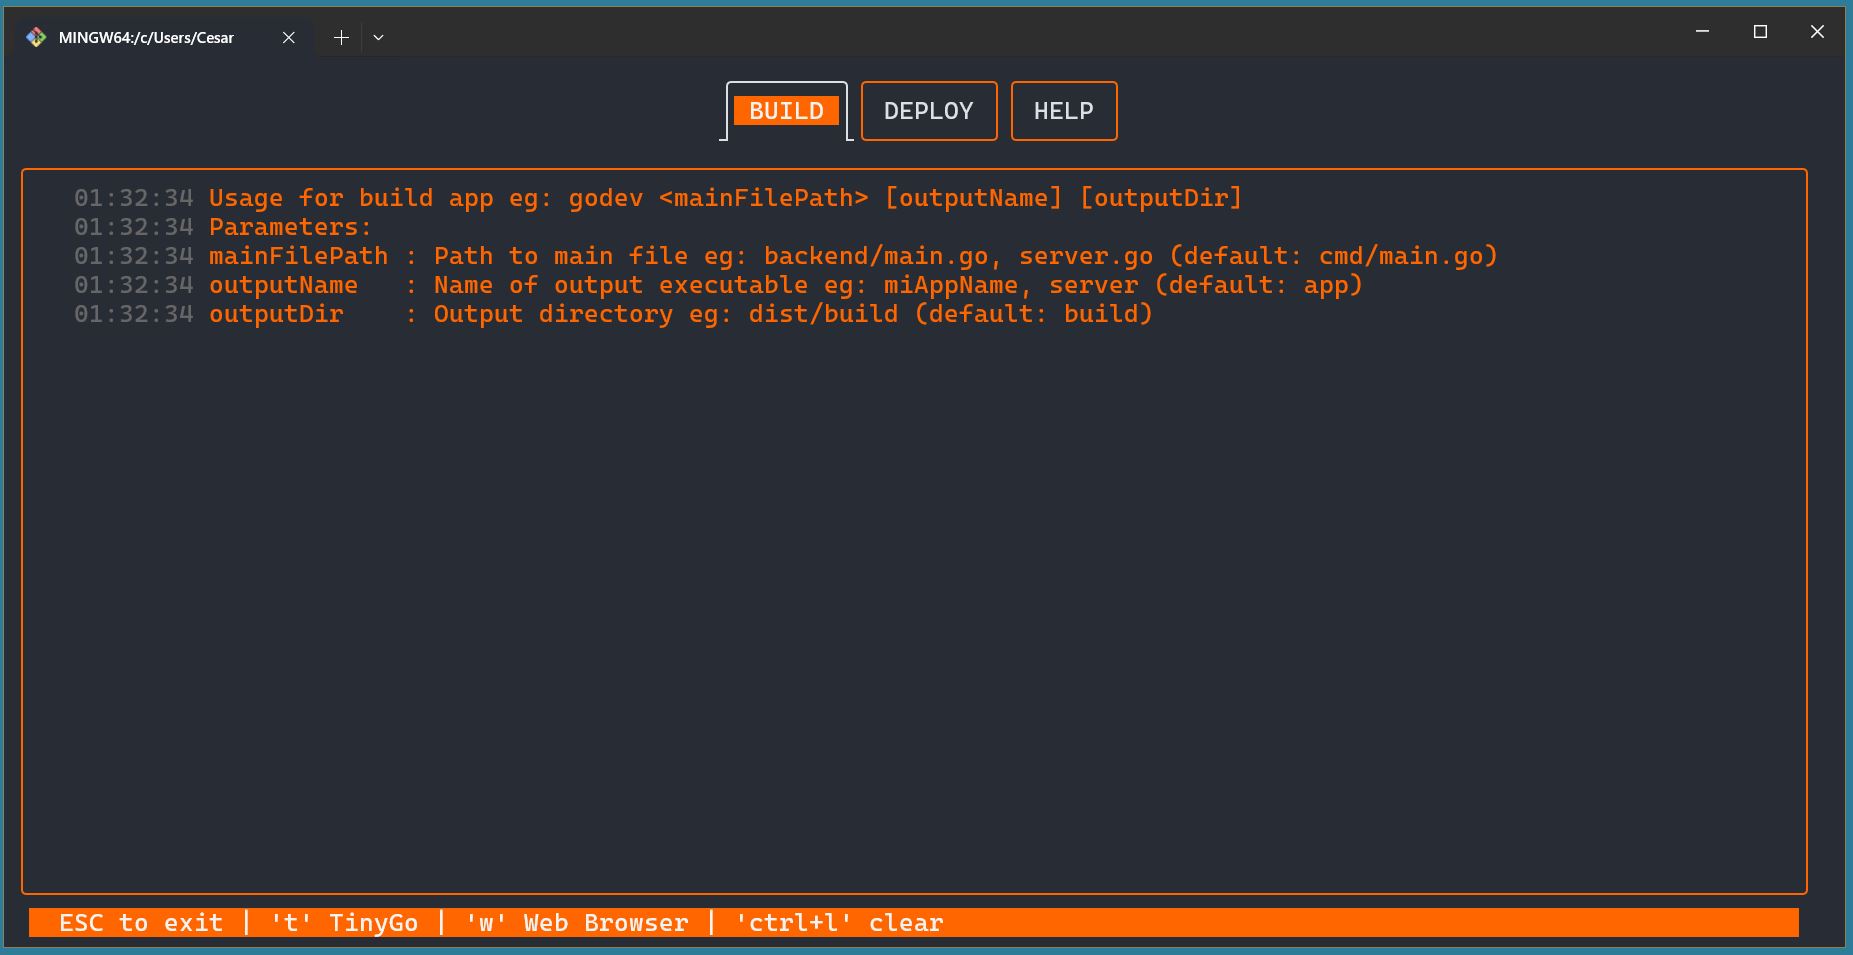 MINGW64:/c/Users/Cesar
BUILD DEPLOY HELP
01:32:34 Usage for build app eg: godev <mainFilePath> [outputName] [outputDir]
01:32:34 Parameters:
01:32:34 mainFilePath : Path to main file eg: backend/main.go, server.go (default: cmd/main.go)
01:32:34 outputName   : Name of output executable eg: miAppName, server (default: app)
01:32:34 outputDir    : Output directory eg: dist/build (default: build)
ESC to exit | 't' TinyGo | 'w' Web Browser | 'ctrl+l' clear